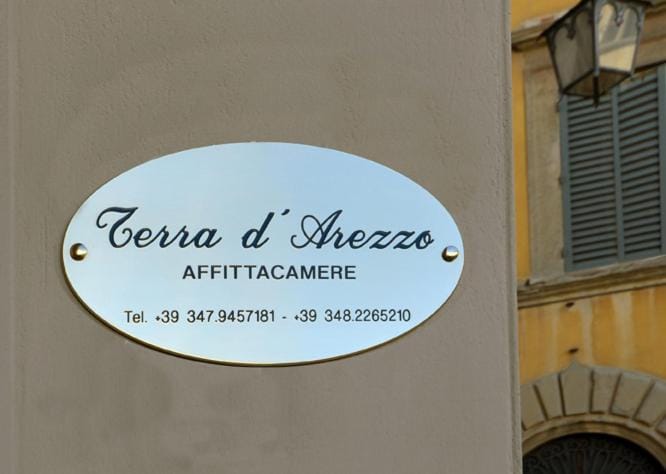 Terra d'Arezzo
AFFITTACAMERE
Tel. +39 347.9457181 - +39 348.2265210